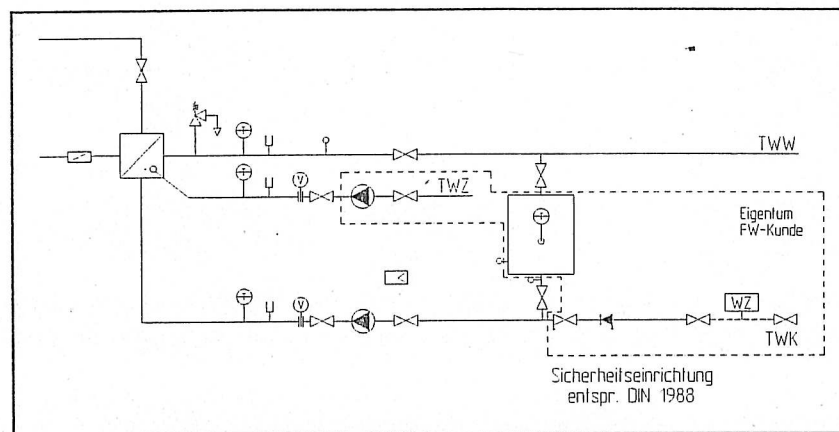 TWW
T
T
V
TWZ
T
Eigentum
FW-Kunde
T
V
WZ
TWK
Sicherheitseinrichtung
entspr. DIN 1988